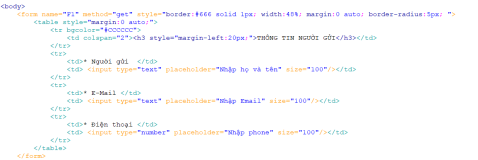 <body>
<form name="F1" method="get" style="border:#666 solid 1px; width:48%; margin:0 auto; border-radius:5px; ">
<table style="margin:0 auto;">
<tr bgcolor="#CCCCCC">
<td colspan="2"><h3 style="margin-left:20px;">THÔNG TIN NGƯỜI GỬI</h3></td>
</tr>
<tr>
<td>* Người gửi </td>
<td> <input type="text" placeholder="Nhập họ và tên" size="100"/></td>
</tr>
<tr>
<td>* E-Mail </td>
<td> <input type="text" placeholder="Nhập Email" size="100"/></td>
</tr>
<tr>
<td>* Điện thoại </td>
<td> <input type="number" placeholder="Nhập phone" size="100"/></td>
</tr>
</table>
</form>